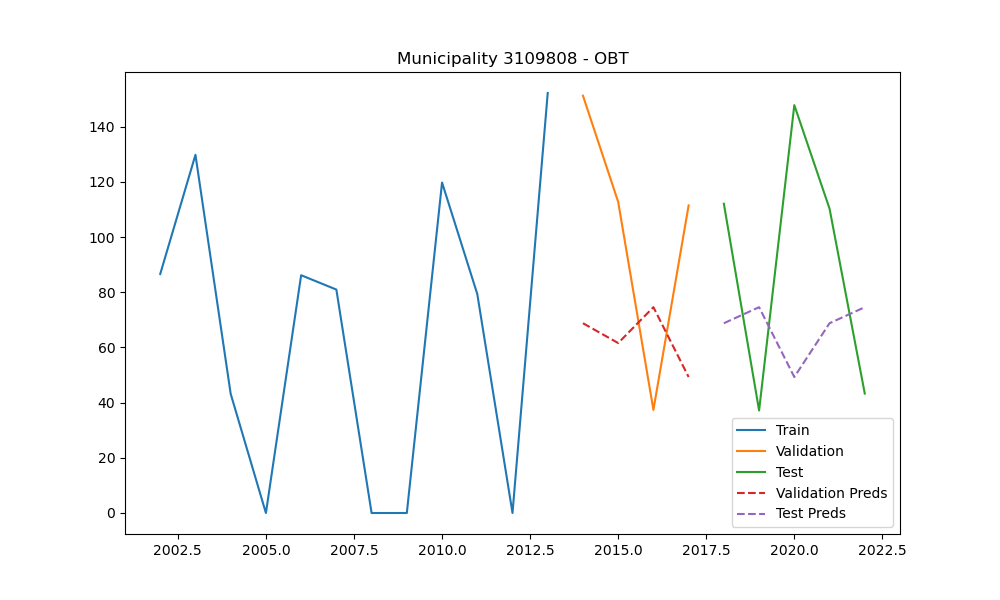 Municipality 3109808 - OBT
140
120
100
80
60
40
20
0
2002.5 2005.0 2007.5 2010.0 2012.5 2015.0 2017.5 2020.0 2022.5
Train
Validation
Test
Validation Preds
Test Preds